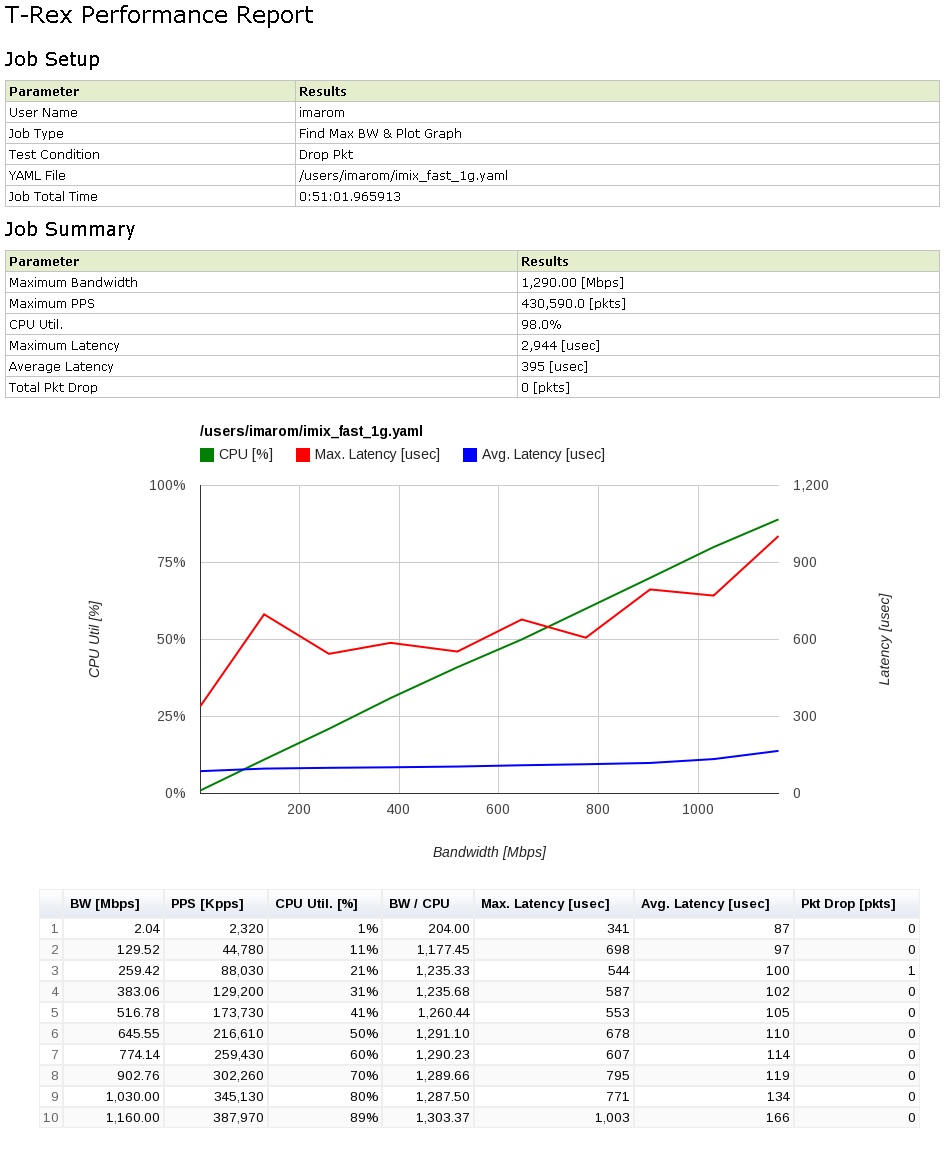 T-Rex Performance Report
Job Setup
Parameter Results
User Name imarom
Job Type Find Max BW & Plot Graph
Test Condition Drop Pkt
YAML File /users/imarom/imix_fast_1g.yaml
Job Total Time 0:51:01.965913
Job Summary
Parameter Results
Maximum Bandwidth 1,290.00 [Mbps]
Maximum PPS 430,590.0 [pkts]
CPU Util. 98.0%
Maximum Latency 2,944 [usec]
Average Latency 395 [usec]
Total Pkt Drop 0 [pkts]
/users/imarom/imix_fast_1g.yaml
CPU [%] Max. Latency [usec] Avg. Latency [usec]
100% 1,200
75% 900
50% 600
25% 300
0% 0
CPU Util [%]
Latency [usec]
200 400 600 800 1000
Bandwidth [Mbps]
BW [Mbps] PPS [Kpps] CPU Util. [%] BW / CPU Max. Latency [usec] Avg. Latency [usec] Pkt Drop [pkts]
1 2.04 2,320 1% 204.00 341 87 0
2 129.52 44,780 11% 1,177.45 698 97 0
3 259.42 88,030 21% 1,235.33 544 100 1
4 383.06 129,200 31% 1,235.68 587 102 0
5 516.78 173,730 41% 1,260.44 553 105 0
6 645.55 216,610 50% 1,291.10 678 110 0
7 774.14 259,430 60% 1,290.23 607 114 0
8 902.76 302,260 70% 1,289.66 795 119 0
9 1,030.00 345,130 80% 1,287.50 771 134 0
10 1,160.00 387,970 89% 1,303.37 1,003 166 0